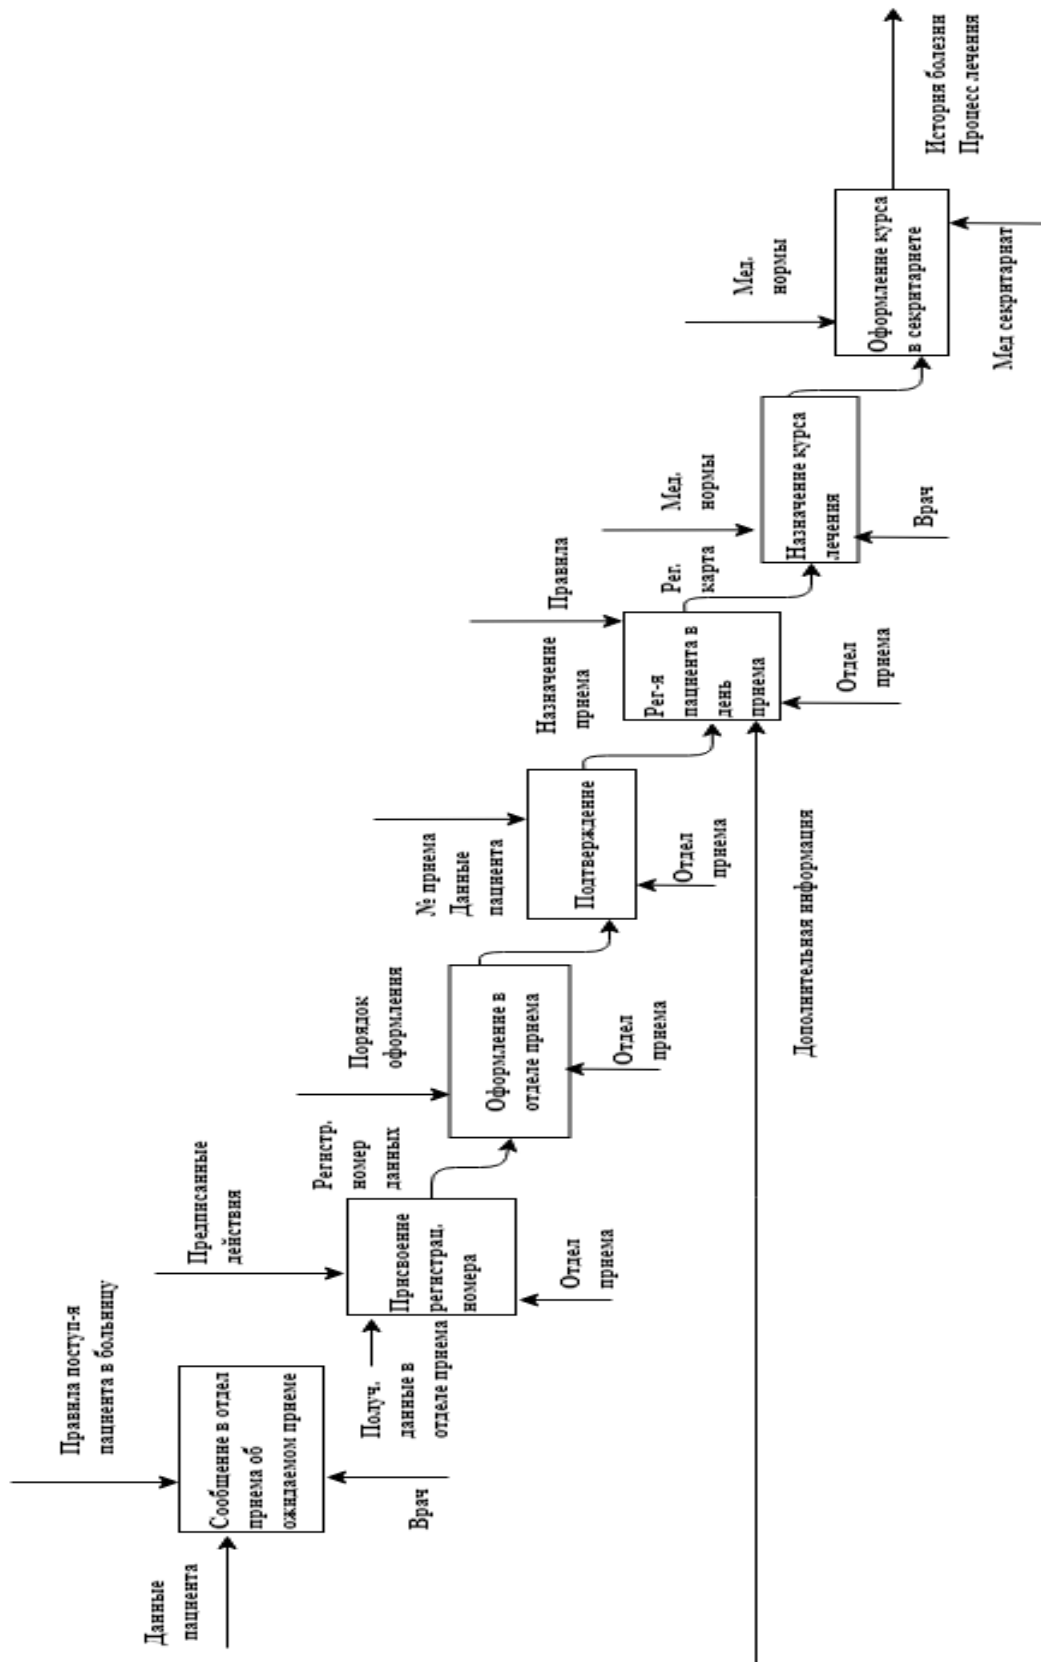 Правила поступ-я
пациента в больницу
Данные
пациента
Сообщение в отдел
приема об
ожидаемом приеме
Врач
Предписанные
действия
Получ.
данные в
отделе приема
Присвоение
регистрац.
номера
Отдел
приема
Регистр.
номер
данных
Порядок
оформления
Оформление в
отделе приема
Отдел
приема
№ приема
Данные
пациента
Подтверждение
Отдел
приема
Назначение
приема
Правила
Рег-я
пациента в
день
приема
Отдел
приема
Дополнительная информация
Рег.
карта
Мед.
нормы
Назначение курса
лечения
Врач
Мед.
нормы
Оформление курса
в секритариете
Мед секритариат
История болезни
Процесс лечения